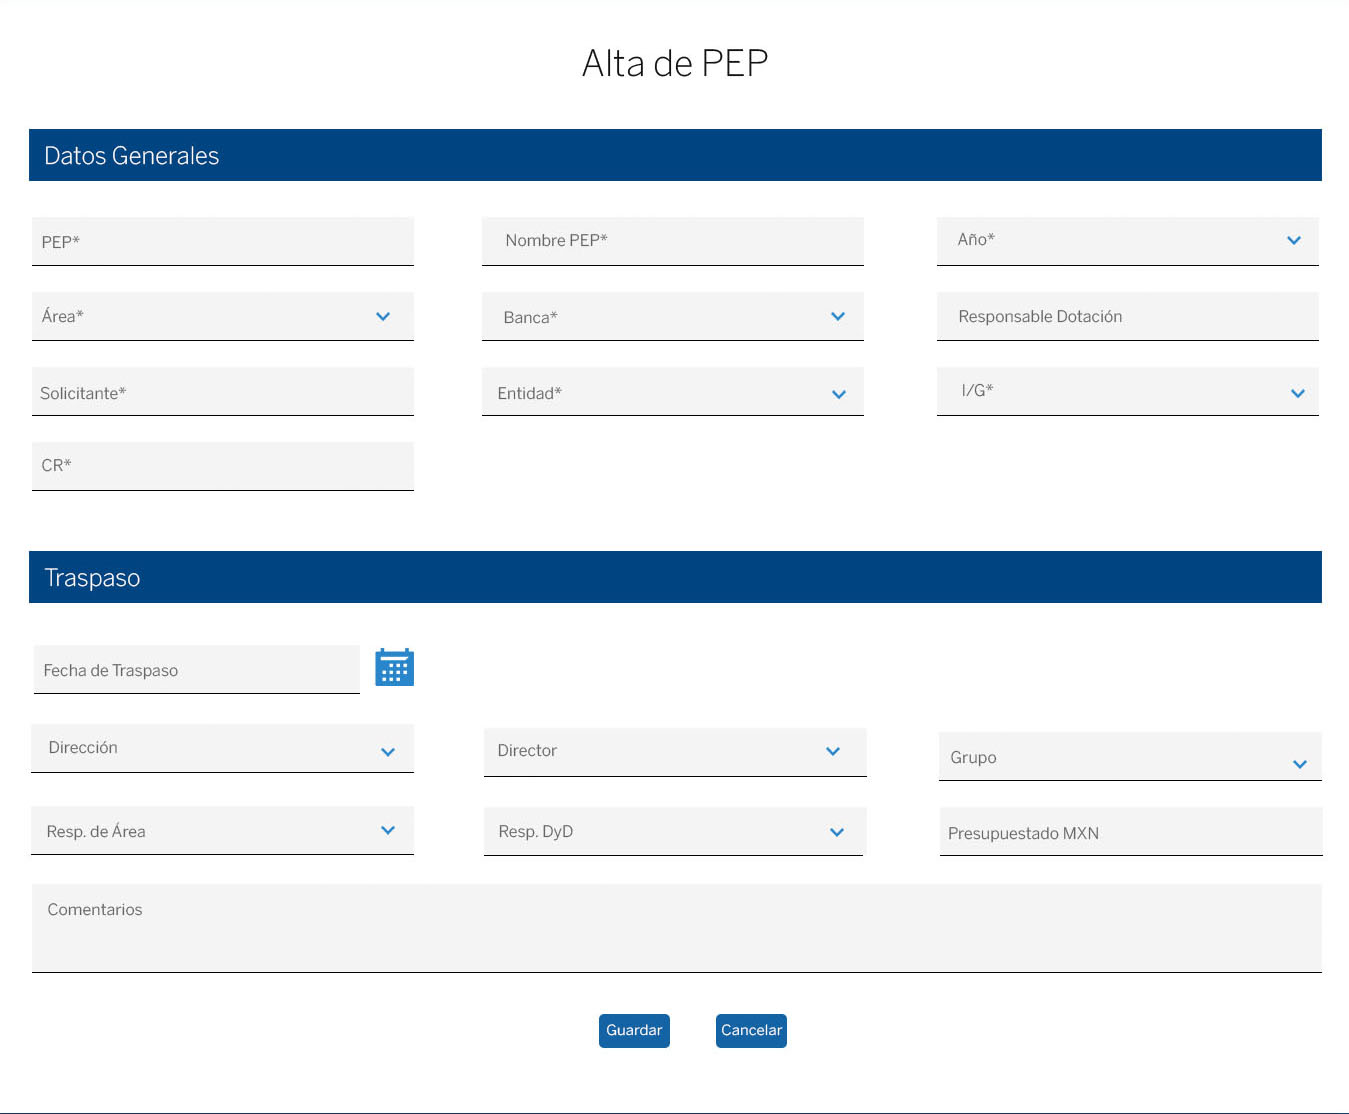 Alta de PEP
Datos Generales
PEP*
Nombre PEP*
Año*
Área*
Banca*
Responsable Dotación
Solicitante*
Entidad*
I/G*
CR*
Traspaso
Fecha de Traspaso
Dirección
Director
Grupo
Resp. de Área
Resp. DyD
Presupuestado MXN
Comentarios
Guardar
Cancelar